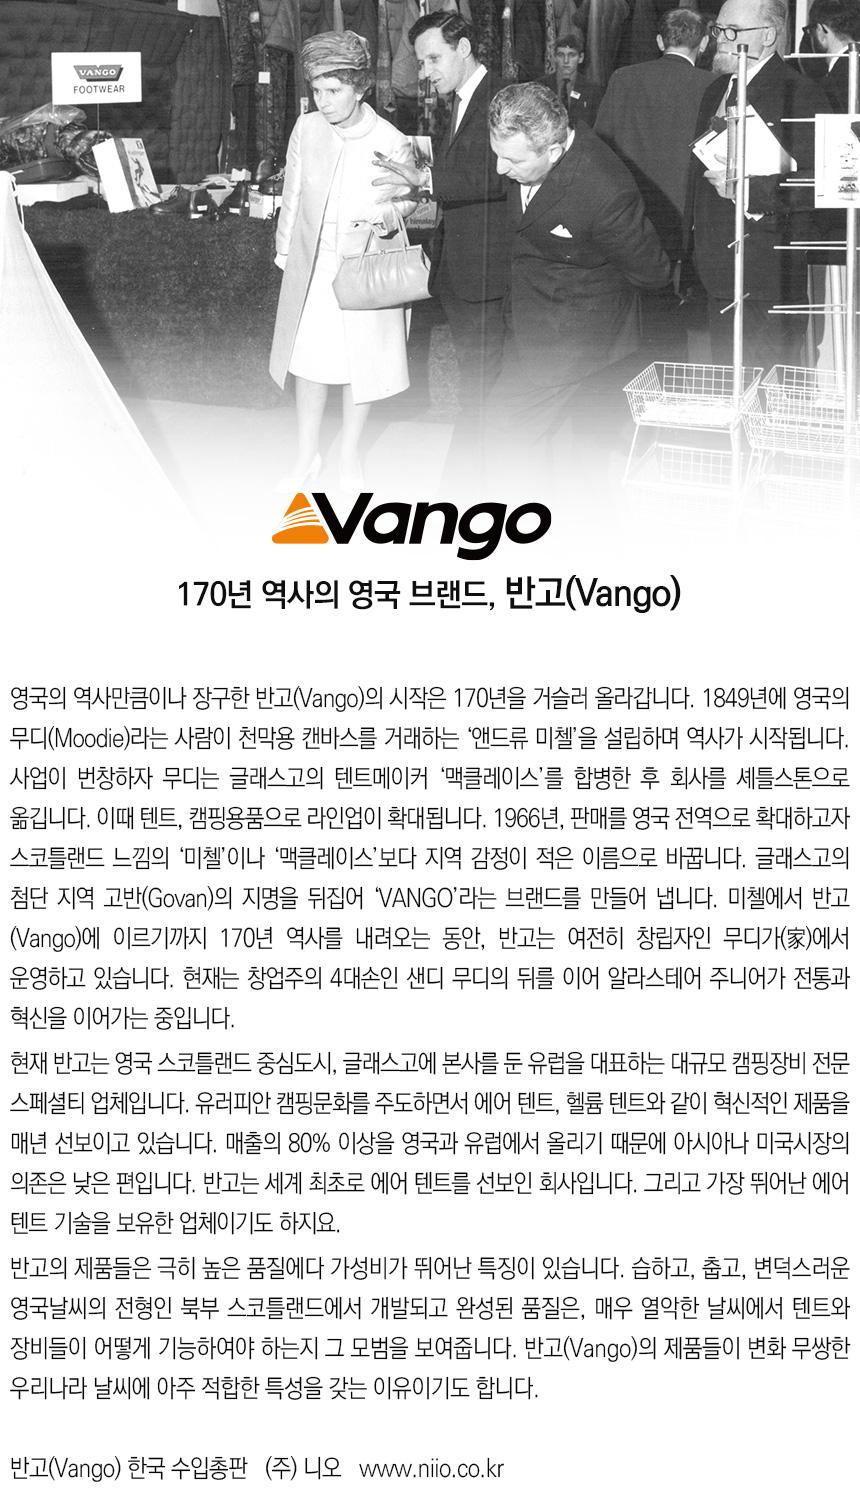 VANGO
FOOTWEAR
himalay
Vango
170년 역사의 영국 브랜드, 반고(Vango)
영국의 역사만큼이나 장구한 반고(Vango)의 시작은 170년을 거슬러 올라갑니다. 1849년에 영국의
무디(Moodie)라는 사람이 천막용 캔바스를 거래하는 ‘앤드류 미첼’을 설립하며 역사가 시작됩니다.
사업이 번창하자 무디는 글래스고의 텐트메이커 ‘맥클레이스’를 합병한 후 회사를 셰틀스톤으로
옮깁니다. 이때 텐트, 캠핑용품으로 라인업이 확대됩니다. 1966년, 판매를 영국 전역으로 확대하고자
스코틀랜드 느낌의 ‘미첼’이나 ‘맥클레이스’보다 지역 감정이 적은 이름으로 바꿉니다. 글래스고의
첨단 지역 고반(Govan)의 지명을 뒤집어 ‘VANGO’라는 브랜드를 만들어 냅니다. 미첼에서 반고
(Vango)에 이르기까지 170년 역사를 내려오는 동안, 반고는 여전히 창립자인 무디가(家)에서
운영하고 있습니다. 현재는 창업주의 4대손인 샌디 무디의 뒤를 이어 알라스테어 주니어가 전통과
혁신을 이어가는 중입니다.
현재 반고는 영국 스코틀랜드 중심도시, 글래스고에 본사를 둔 유럽을 대표하는 대규모 캠핑장비 전문
스페셜티 업체입니다. 유러피안 캠핑문화를 주도하면서 에어 텐트, 헬륨 텐트와 같이 혁신적인 제품을
매년 선보이고 있습니다. 매출의 80% 이상을 영국과 유럽에서 올리기 때문에 아시아나 미국시장의
의존은 낮은 편입니다. 반고는 세계 최초로 에어 텐트를 선보인 회사입니다. 그리고 가장 뛰어난 에어
텐트 기술을 보유한 업체이기도 하지요.
반고의 제품들은 극히 높은 품질에다 가성비가 뛰어난 특징이 있습니다. 습하고, 춥고, 변덕스러운
영국날씨의 전형인 북부 스코틀랜드에서 개발되고 완성된 품질은, 매우 열악한 날씨에서 텐트와
장비들이 어떻게 기능하여야 하는지 그 모범을 보여줍니다. 반고(Vango)의 제품들이 변화 무쌍한
우리나라 날씨에 아주 적합한 특성을 갖는 이유이기도 합니다.
반고(Vango) 한국 수입총판 (주) 니오 www.niio.co.kr